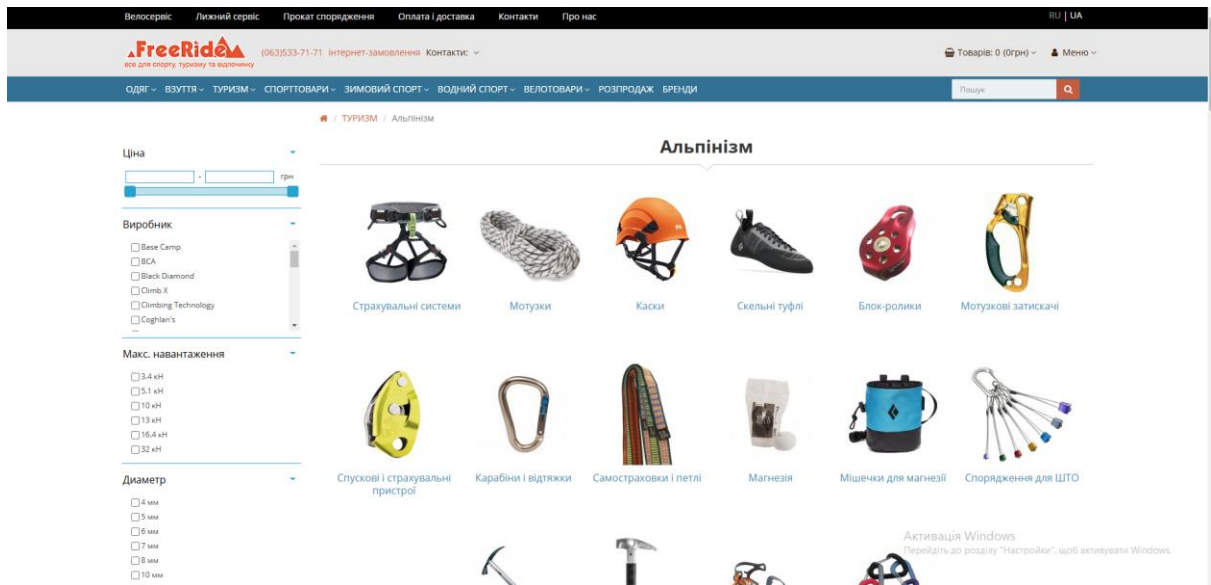 Велосервіс Лижний сервіс Прокат спорядження Оплата і доставка Контакти Про нас RU | UA
FreeRide
все для спорту, туризму та відпочинку
(063)533-71-71 Інтернет-замовлення Контакти:
Товарів: 0 (0грн) Меню
ОДЯГ ВЗУТТЯ ТУРИЗМ СПОРТТОВАРИ ЗИМОВИЙ СПОРТ ВОДНИЙ СПОРТ ВЕЛОТОВАРИ РОЗПРОДАЖ БРЕНДИ
Пошук
/ ТУРИЗМ / Альпінізм
Альпінізм
Ціна
- грн
Виробник
Base Camp
BCA
Black Diamond
Climb X
Climbing Technology
Coghlan's
Макс. навантаження
3.4 кН
5.1 кН
10 кН
13 кН
16.4 кН
32 кН
Диаметр
4 мм
5 мм
6 мм
7 мм
8 мм
10 мм
Страхувальні системи Мотузки Каски Скельні туфлі Блок-ролики Мотузкові затискачі
Спускові і страхувальні пристрої Карабіни і відтяжки Самостраховки і петлі Магнезія Мішечки для магнезії Спорядження для ШТО
Активація Windows
Перейдіть до розділу "Настройки", щоб активувати Windows.